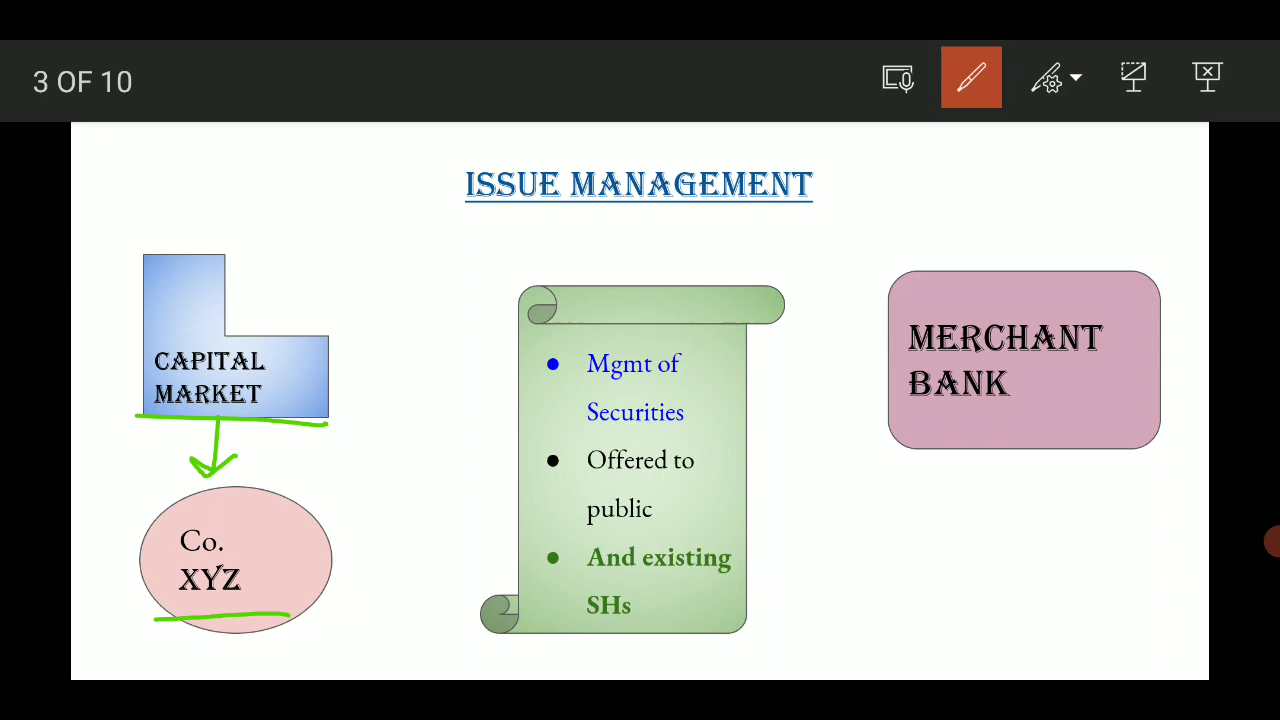 3 OF 10
ISSUE MANAGEMENT
CAPITAL
MARKET
Co.
XYZ
● Mgmt of
Securities
● Offered to
public
● And existing
SHs
MERCHANT
BANK